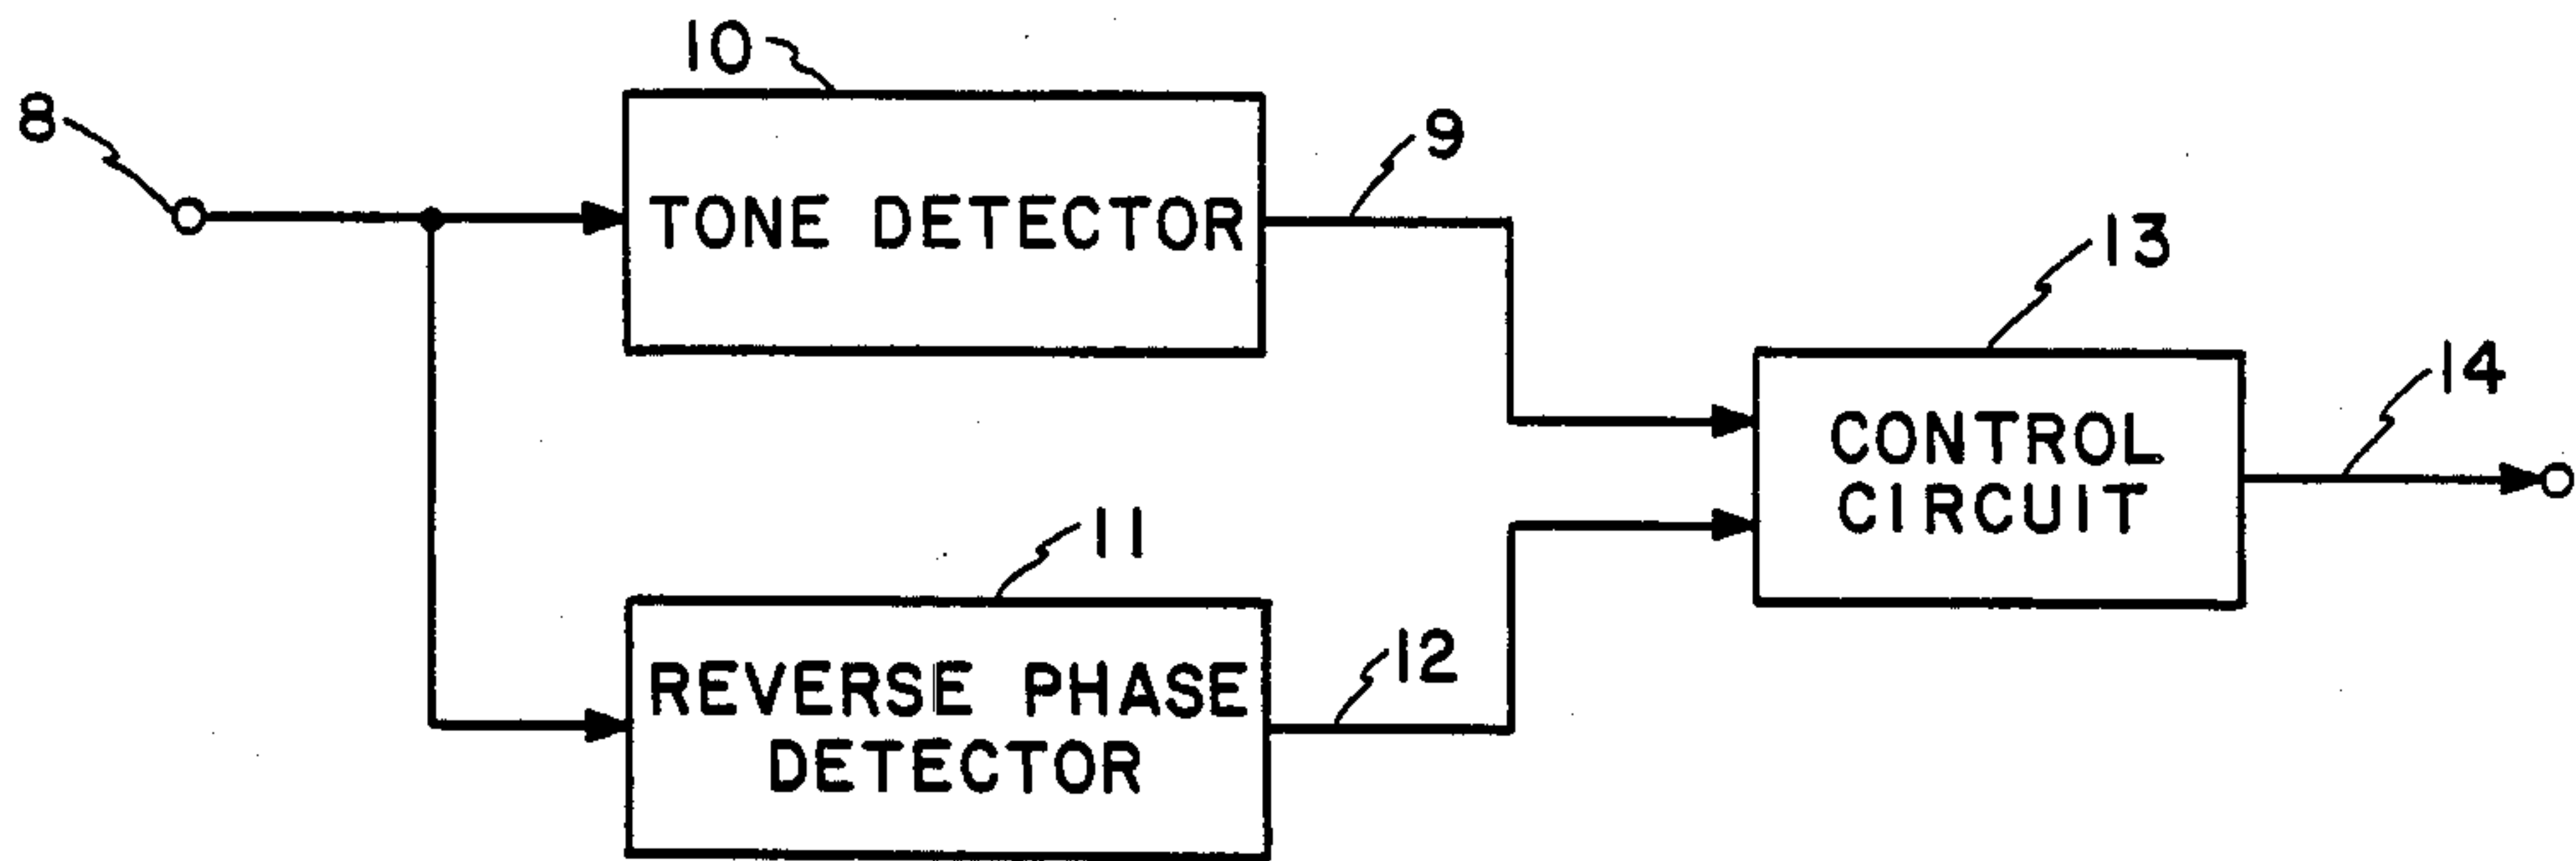 10
8
TONE DETECTOR
9
13
CONTROL
CIRCUIT
14
11
REVERSE PHASE
DETECTOR
12